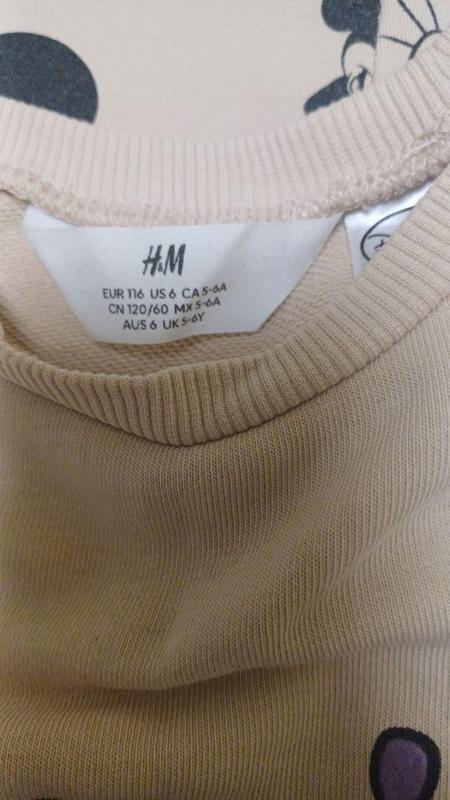 H&M
EUR 116 US 6 CA 5-6A
CN 120/60 MX 5-6A
AUS 6 UK 5-6Y